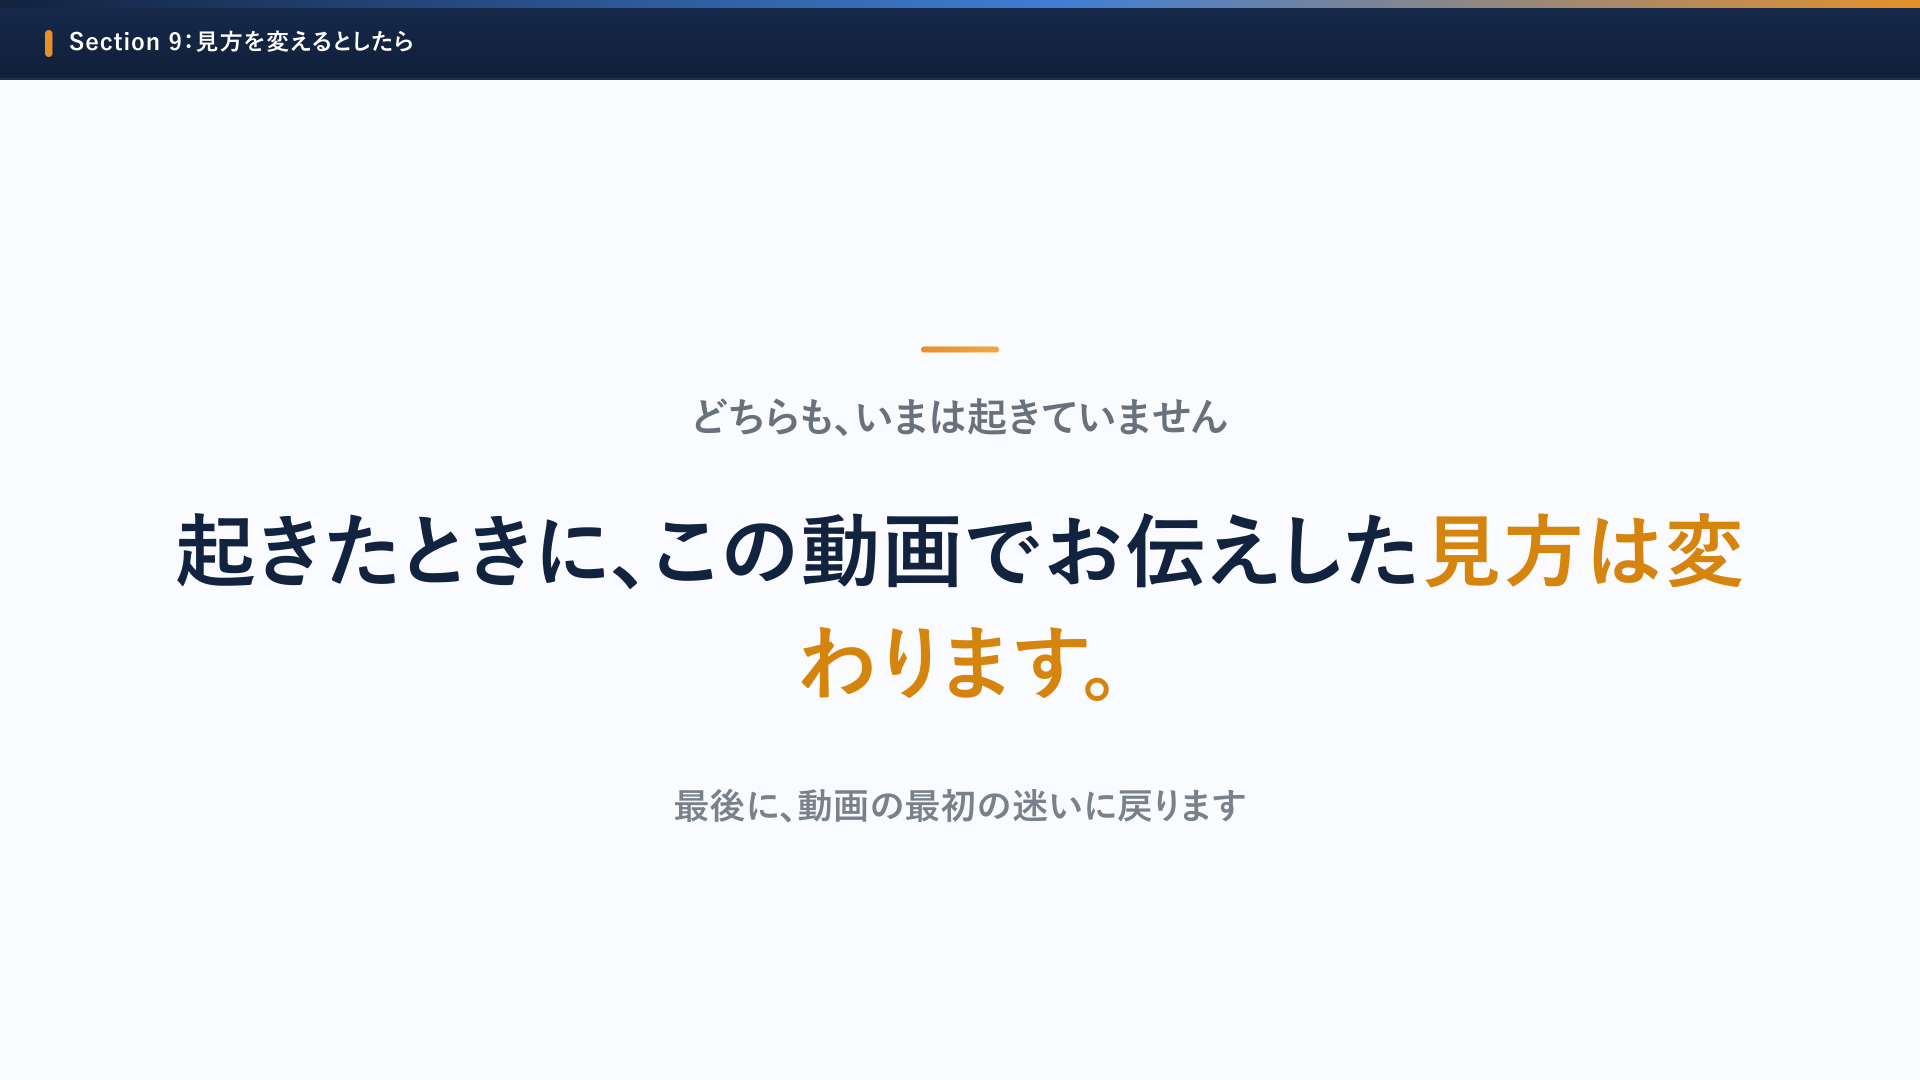 Section 9：見方を変えるとしたら
どちらも、いまは起きていません
起きたときに、この動画でお伝えした見方は変
わります。
最後に、動画の最初の迷いに戻ります